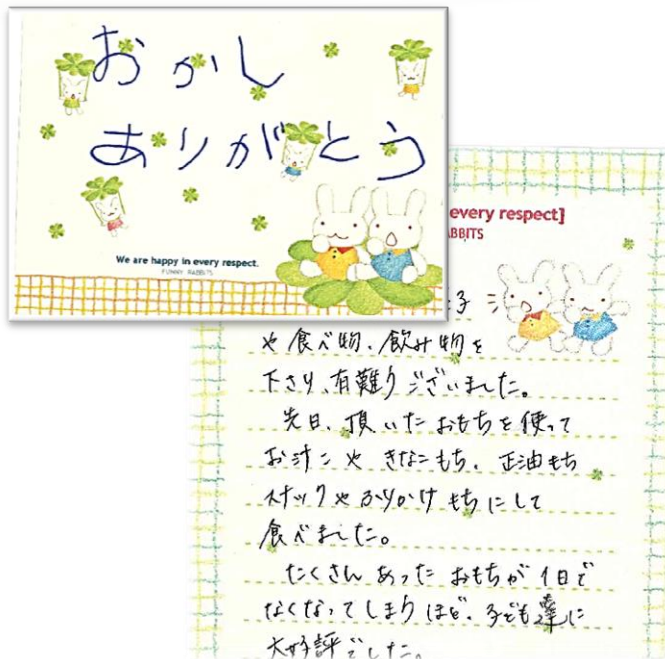 おかし
ありがとう
We are happy in every respect.
FUNNY RABBITS
every respect]
ABBITS
子
や食べ物、飲み物を
下さり、有難うございました。
先日、頂いたおもちを使って
お汁こやきなこもち、正油もち
スナックやふりかけもちにして
食べました。
たくさんあったおもちが1日で
なくなってしまうほど、子ども達に
大好評でした。